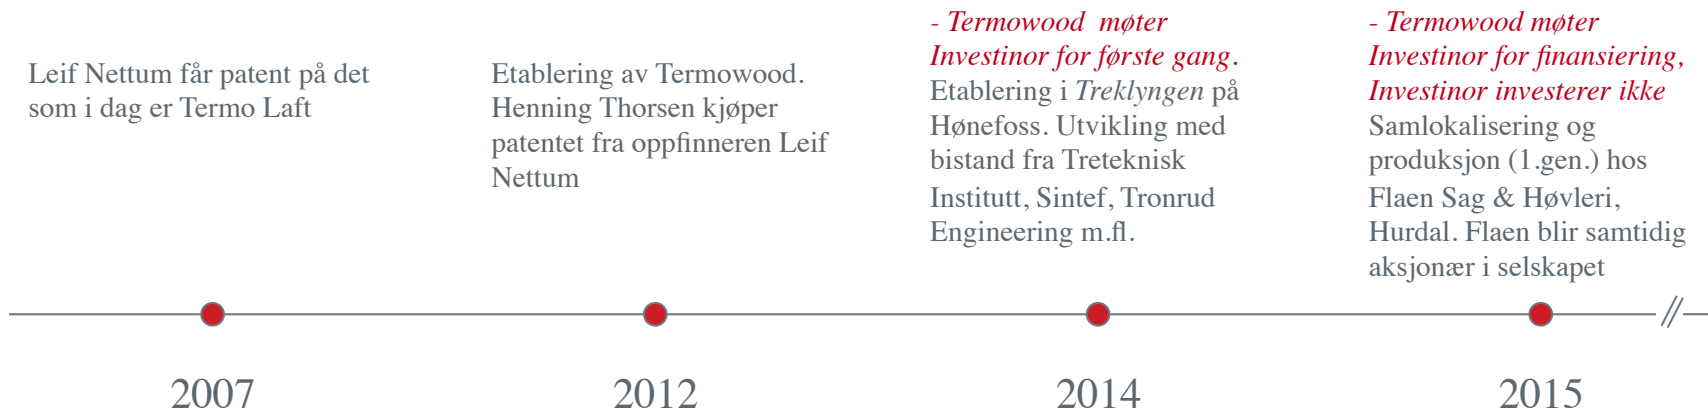 Leif Nettum får patent på det
som i dag er Termo Laft
Etablering av Termowood.
Henning Thorsen kjøper
patentet fra oppfinneren Leif
Nettum
- Termowood  møter
Investinor for første gang.
Etablering i Treklyngen på
Hønefoss. Utvikling med
bistand fra Treteknisk
Institutt, Sintef, Tronrud
Engineering m.fl.
- Termowood møter
Investinor for finansiering,
Investinor investerer ikke
Samlokalisering og
produksjon (1.gen.) hos
Flaen Sag & Høvleri,
Hurdal. Flaen blir samtidig
aksjonær i selskapet
2007
2012
2014
2015